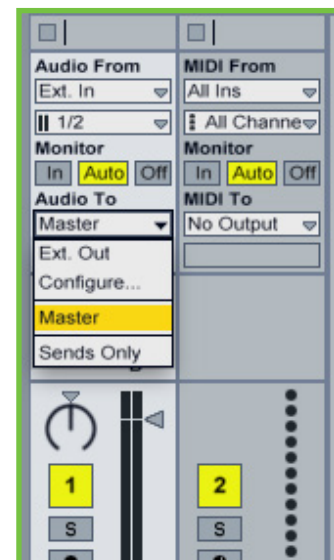 Audio From
Ext. In
1/2
Monitor
In Auto Off
Audio To
Master
Ext. Out
Configure...
Master
Sends Only
1
S
MIDI From
All Ins
All Channe
Monitor
In Auto Off
MIDI To
No Output
2
S